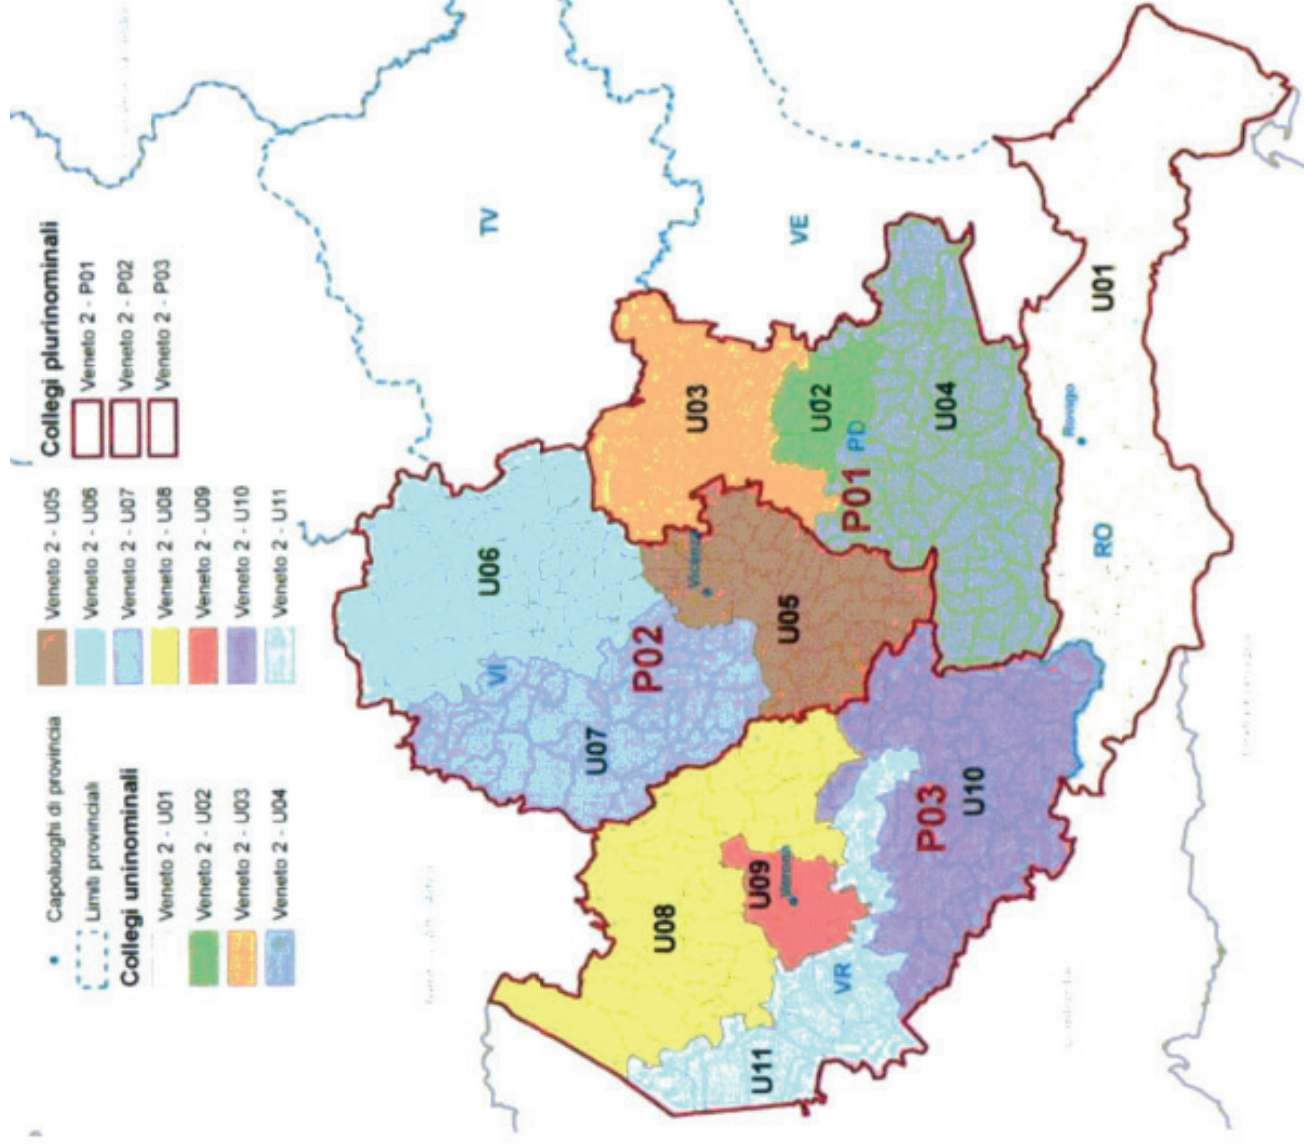 Capoluoghi di provincia
Limiti provinciali
Collegi uninominali
Veneto 2 - U01
Veneto 2 - U02
Veneto 2 - U03
Veneto 2 - U04
Veneto 2 - U05
Veneto 2 - U06
Veneto 2 - U07
Veneto 2 - U08
Veneto 2 - U09
Veneto 2 - U10
Veneto 2 - U11
Collegi plurinominali
Veneto 2 - P01
Veneto 2 - P02
Veneto 2 - P03
U11
VR
U08
U09
P03
U10
U07
VI
P02
U06
Vicenza
U05
U03
U02
PD
P01
U04
TV
VE
RO
Rovigo
U01